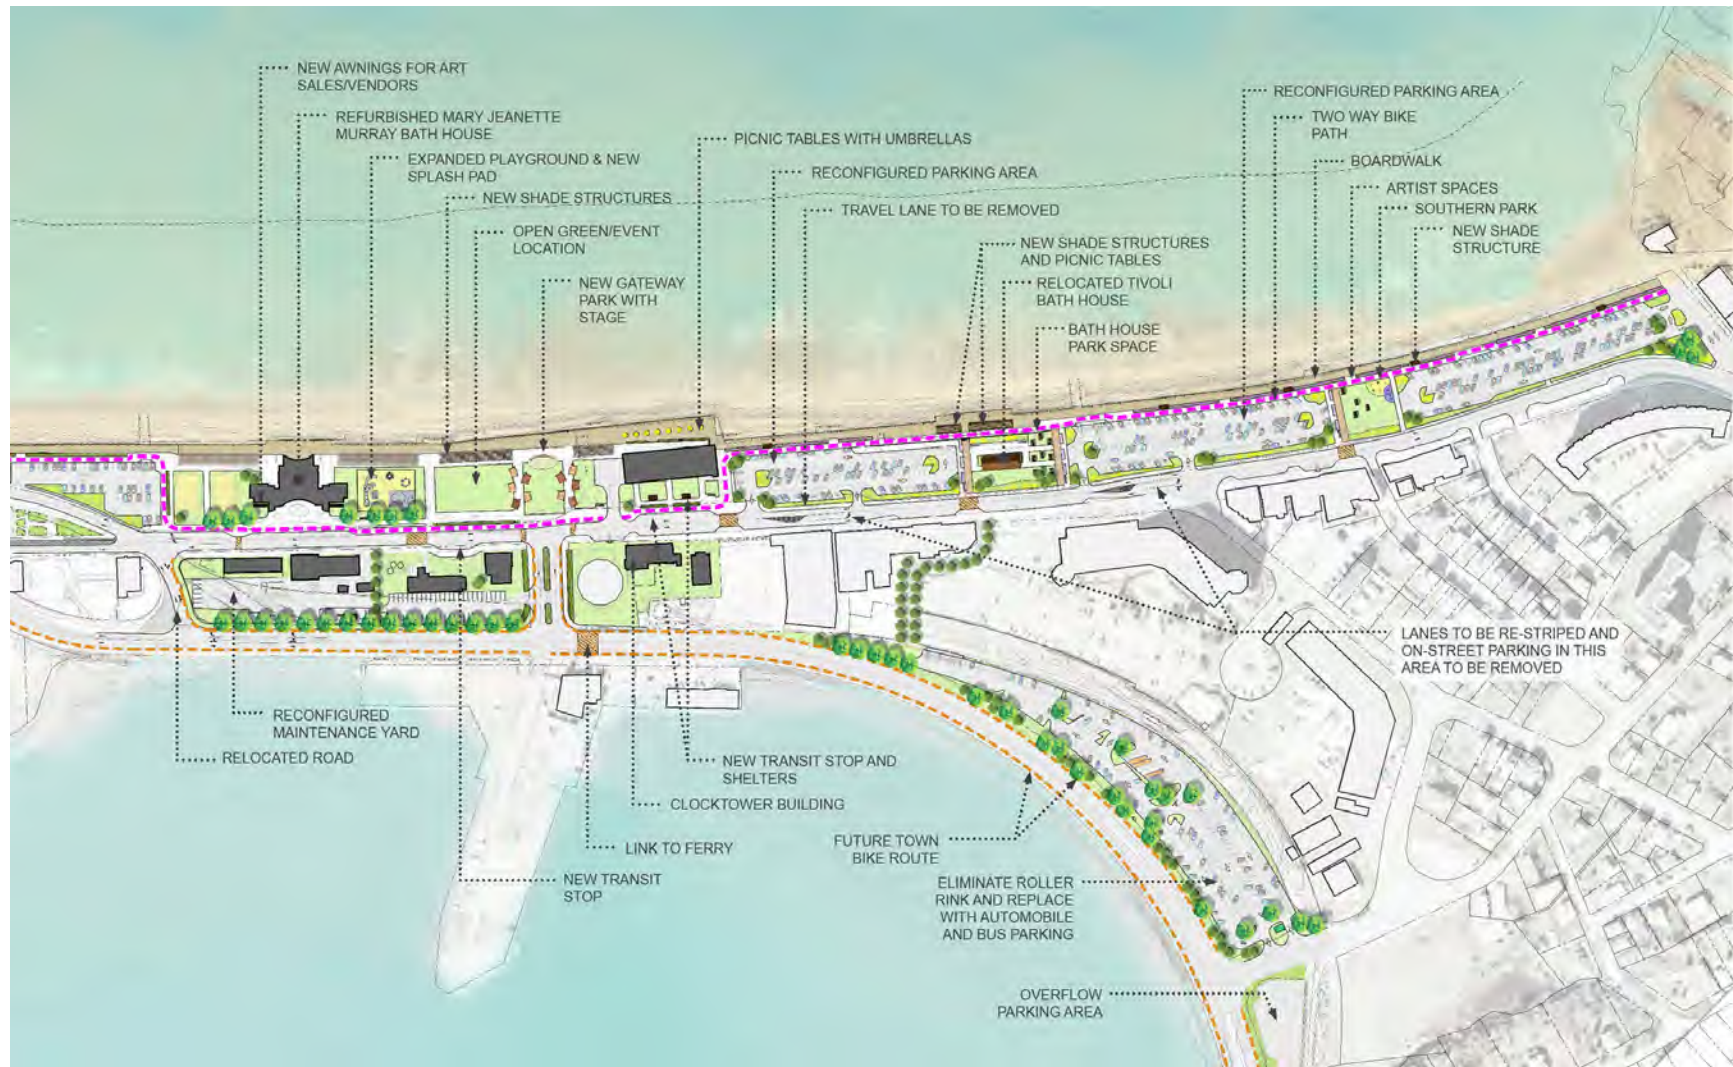 NEW AWNINGS FOR ART
SALES/VENDORS
REFURBISHED MARY JEANETTE
MURRAY BATH HOUSE
EXPANDED PLAYGROUND & NEW
SPLASH PAD
NEW SHADE STRUCTURES
OPEN GREEN/EVENT
LOCATION
NEW GATEWAY
PARK WITH
STAGE
PICNIC TABLES WITH UMBRELLAS
RECONFIGURED PARKING AREA
TRAVEL LANE TO BE REMOVED
NEW SHADE STRUCTURES
AND PICNIC TABLES
RELOCATED TIVOLI
BATH HOUSE
BATH HOUSE
PARK SPACE
RECONFIGURED PARKING AREA
TWO WAY BIKE
PATH
BOARDWALK
ARTIST SPACES
SOUTHERN PARK
NEW SHADE
STRUCTURE
LANES TO BE RE-STRIPED AND
ON-STREET PARKING IN THIS
AREA TO BE REMOVED
RECONFIGURED
MAINTENANCE YARD
RELOCATED ROAD
NEW TRANSIT STOP AND
SHELTERS
CLOCKTOWER BUILDING
LINK TO FERRY
NEW TRANSIT
STOP
FUTURE TOWN
BIKE ROUTE
ELIMINATE ROLLER
RINK AND REPLACE
WITH AUTOMOBILE
AND BUS PARKING
OVERFLOW
PARKING AREA